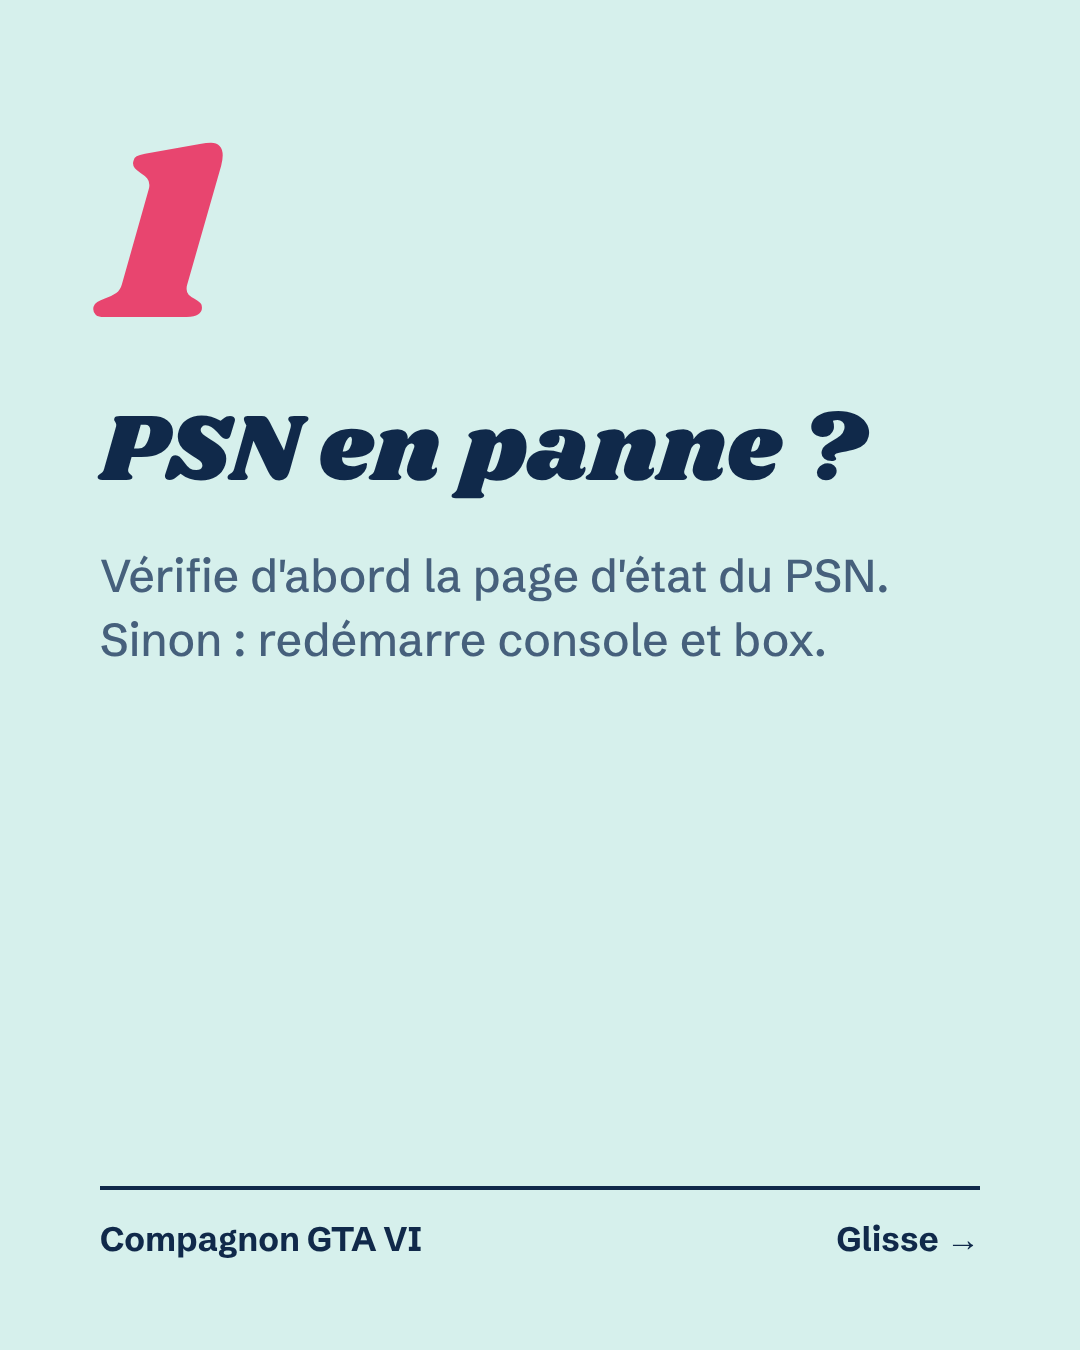 1
PSN en panne ?
Vérifie d'abord la page d'état du PSN.
Sinon : redémarre console et box.
Compagnon GTA VI
Glisse →